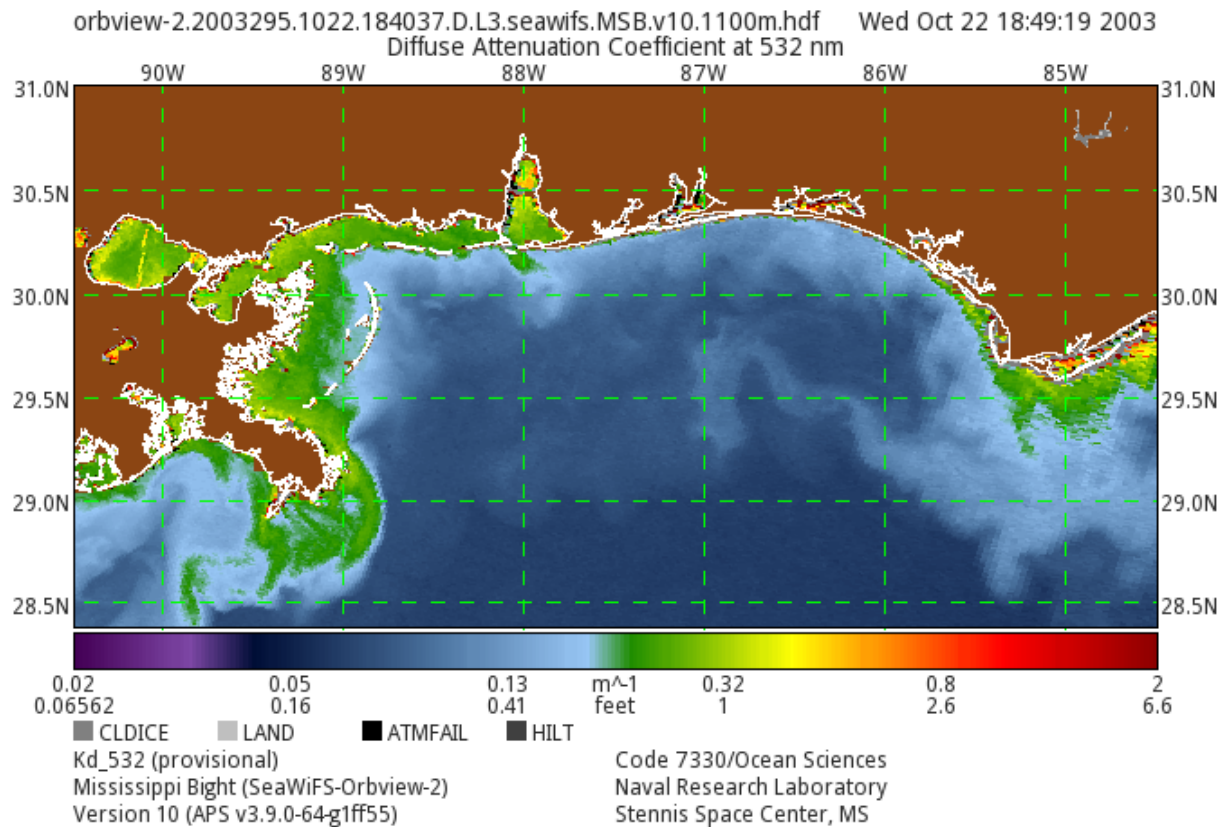 orbview-2.2003295.1022.184037.D.L3.seawifs.MSB.v10.1100m.hdf Wed Oct 22 18:49:19 2003
Diffuse Attenuation Coefficient at 532 nm
90W 89W 88W 87W 86W 85W
31.0N 31.0N
30.5N 30.5N
30.0N 30.0N
29.5N 29.5N
29.0N 29.0N
28.5N 28.5N
0.02 0.05 0.13 m^-1 0.32 0.8 2
0.06562 0.16 0.41 feet 1 2.6 6.6
CLDICE LAND ATMFAIL HILT
Kd_532 (provisional) Code 7330/Ocean Sciences
Mississippi Bight (SeaWiFS-Orbview-2) Naval Research Laboratory
Version 10 (APS v3.9.0-64-g1ff55) Stennis Space Center, MS